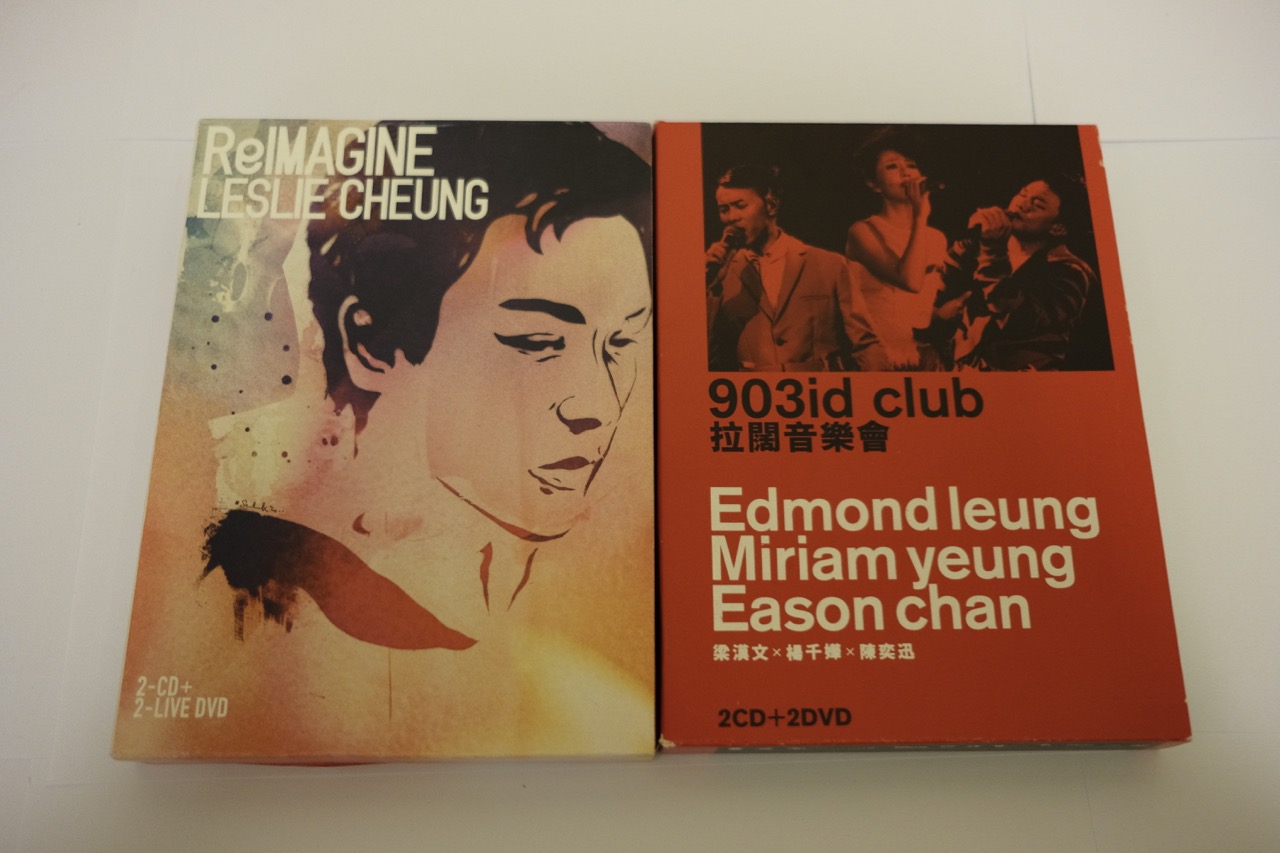 ReIMAGINE
LESLIE CHEUNG
2-CD+
2-LIVE DVD
903id club
拉闊音樂會
Edmond leung
Miriam yeung
Eason chan
梁漢文×楊千嬅×陳奕迅
2CD+2DVD